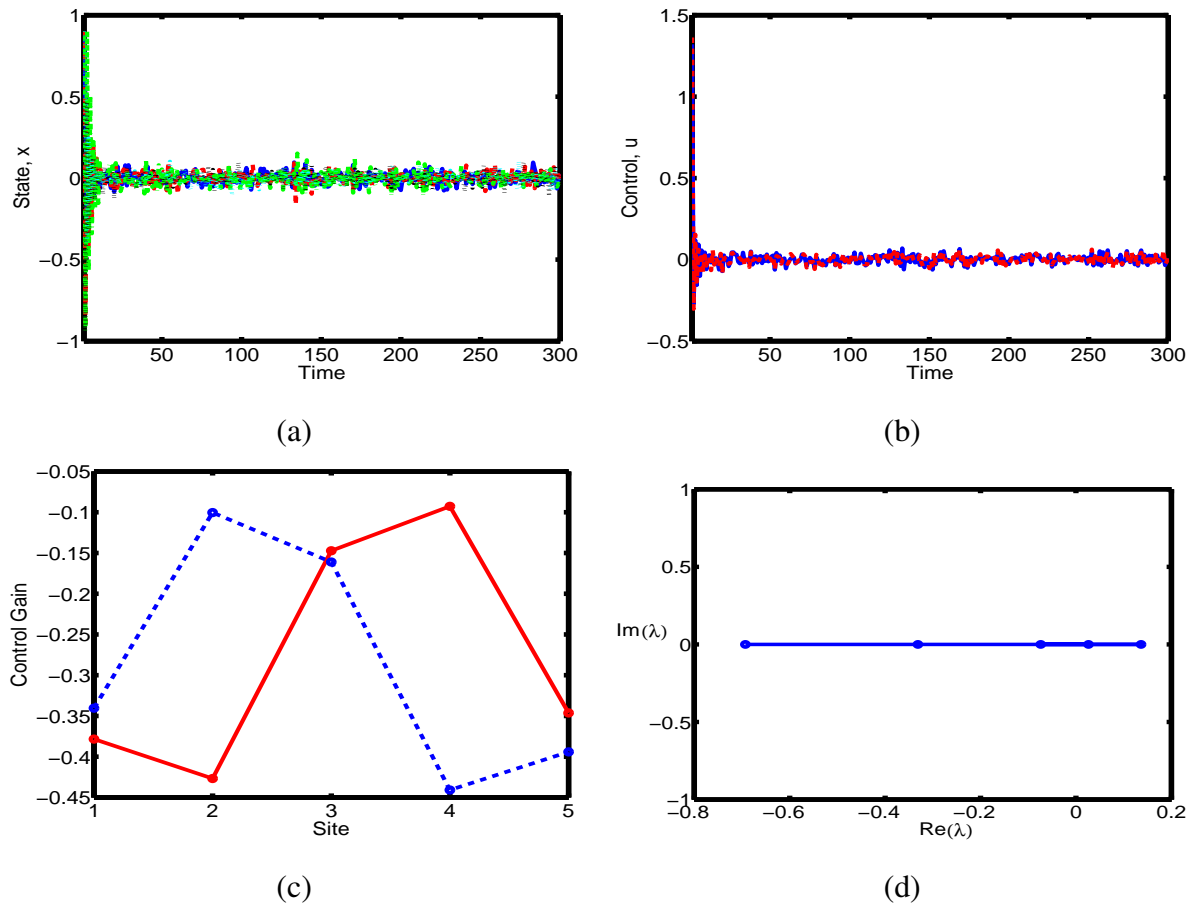 1
0.5
0
−0.5
−1
State, x
50 100 150 200 250 300
Time
(a)
1.5
1
0.5
0
−0.5
Control, u
50 100 150 200 250 300
Time
(b)
−0.05
−0.1
−0.15
−0.2
−0.25
−0.3
−0.35
−0.4
−0.45
Control Gain
1 2 3 4 5
Site
(c)
1
0.5
0
−0.5
−1
Im(λ)
−0.8 −0.6 −0.4 −0.2 0 0.2
Re(λ)
(d)